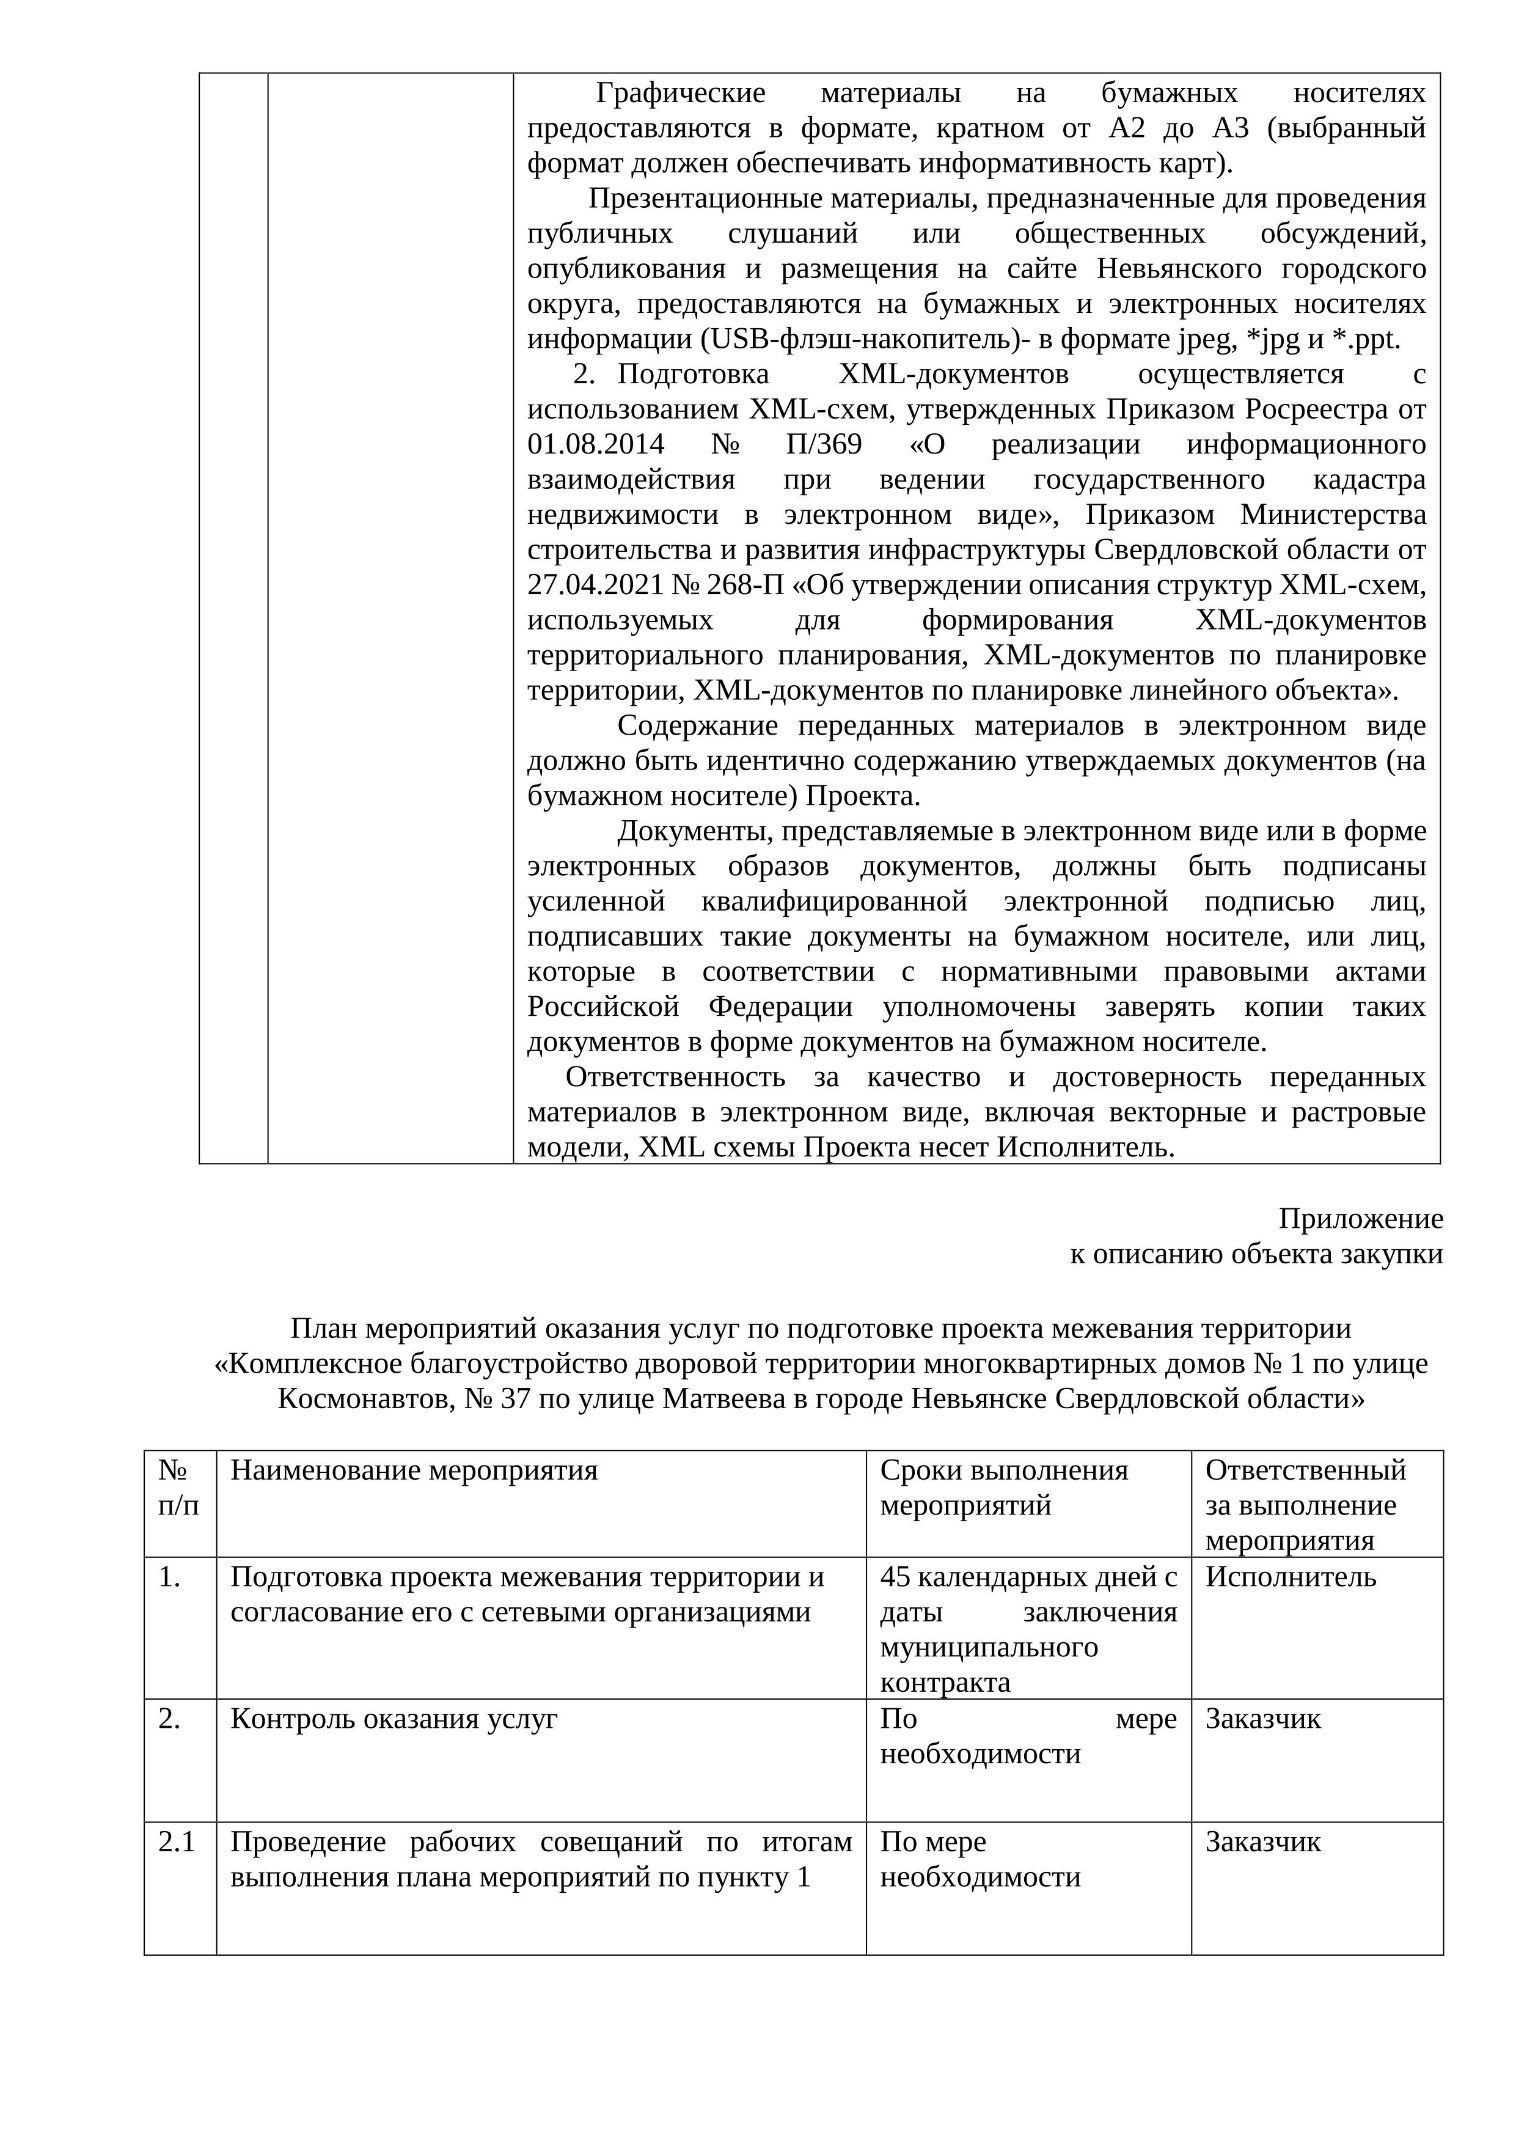 Графические материалы на бумажных носителях
предоставляются в формате, кратном от А2 до А3 (выбранный
формат должен обеспечивать информативность карт).
Презентационные материалы, предназначенные для проведения
публичных слушаний или общественных обсуждений,
опубликования и размещения на сайте Невьянского городского
округа, предоставляются на бумажных и электронных носителях
информации (USB-флэш-накопитель)- в формате jpeg, *jpg и *.ppt.
2. Подготовка XML-документов осуществляется с
использованием XML-схем, утвержденных Приказом Росреестра от
01.08.2014 № П/369 «О реализации информационного
взаимодействия при ведении государственного кадастра
недвижимости в электронном виде», Приказом Министерства
строительства и развития инфраструктуры Свердловской области от
27.04.2021 № 268-П «Об утверждении описания структур XML-схем,
используемых для формирования XML-документов
территориального планирования, XML-документов по планировке
территории, XML-документов по планировке линейного объекта».
Содержание переданных материалов в электронном виде
должно быть идентично содержанию утверждаемых документов (на
бумажном носителе) Проекта.
Документы, представляемые в электронном виде или в форме
электронных образов документов, должны быть подписаны
усиленной квалифицированной электронной подписью лиц,
подписавших такие документы на бумажном носителе, или лиц,
которые в соответствии с нормативными правовыми актами
Российской Федерации уполномочены заверять копии таких
документов в форме документов на бумажном носителе.
Ответственность за качество и достоверность переданных
материалов в электронном виде, включая векторные и растровые
модели, XML схемы Проекта несет Исполнитель.
Приложение
к описанию объекта закупки
План мероприятий оказания услуг по подготовке проекта межевания территории
«Комплексное благоустройство дворовой территории многоквартирных домов № 1 по улице
Космонавтов, № 37 по улице Матвеева в городе Невьянске Свердловской области»
№
п/п
Наименование мероприятия
Сроки выполнения
мероприятий
Ответственный
за выполнение
мероприятия
1.
Подготовка проекта межевания территории и
согласование его с сетевыми организациями
45 календарных дней с
даты заключения
муниципального
контракта
Исполнитель
2.
Контроль оказания услуг
По мере
необходимости
Заказчик
2.1
Проведение рабочих совещаний по итогам
выполнения плана мероприятий по пункту 1
По мере
необходимости
Заказчик